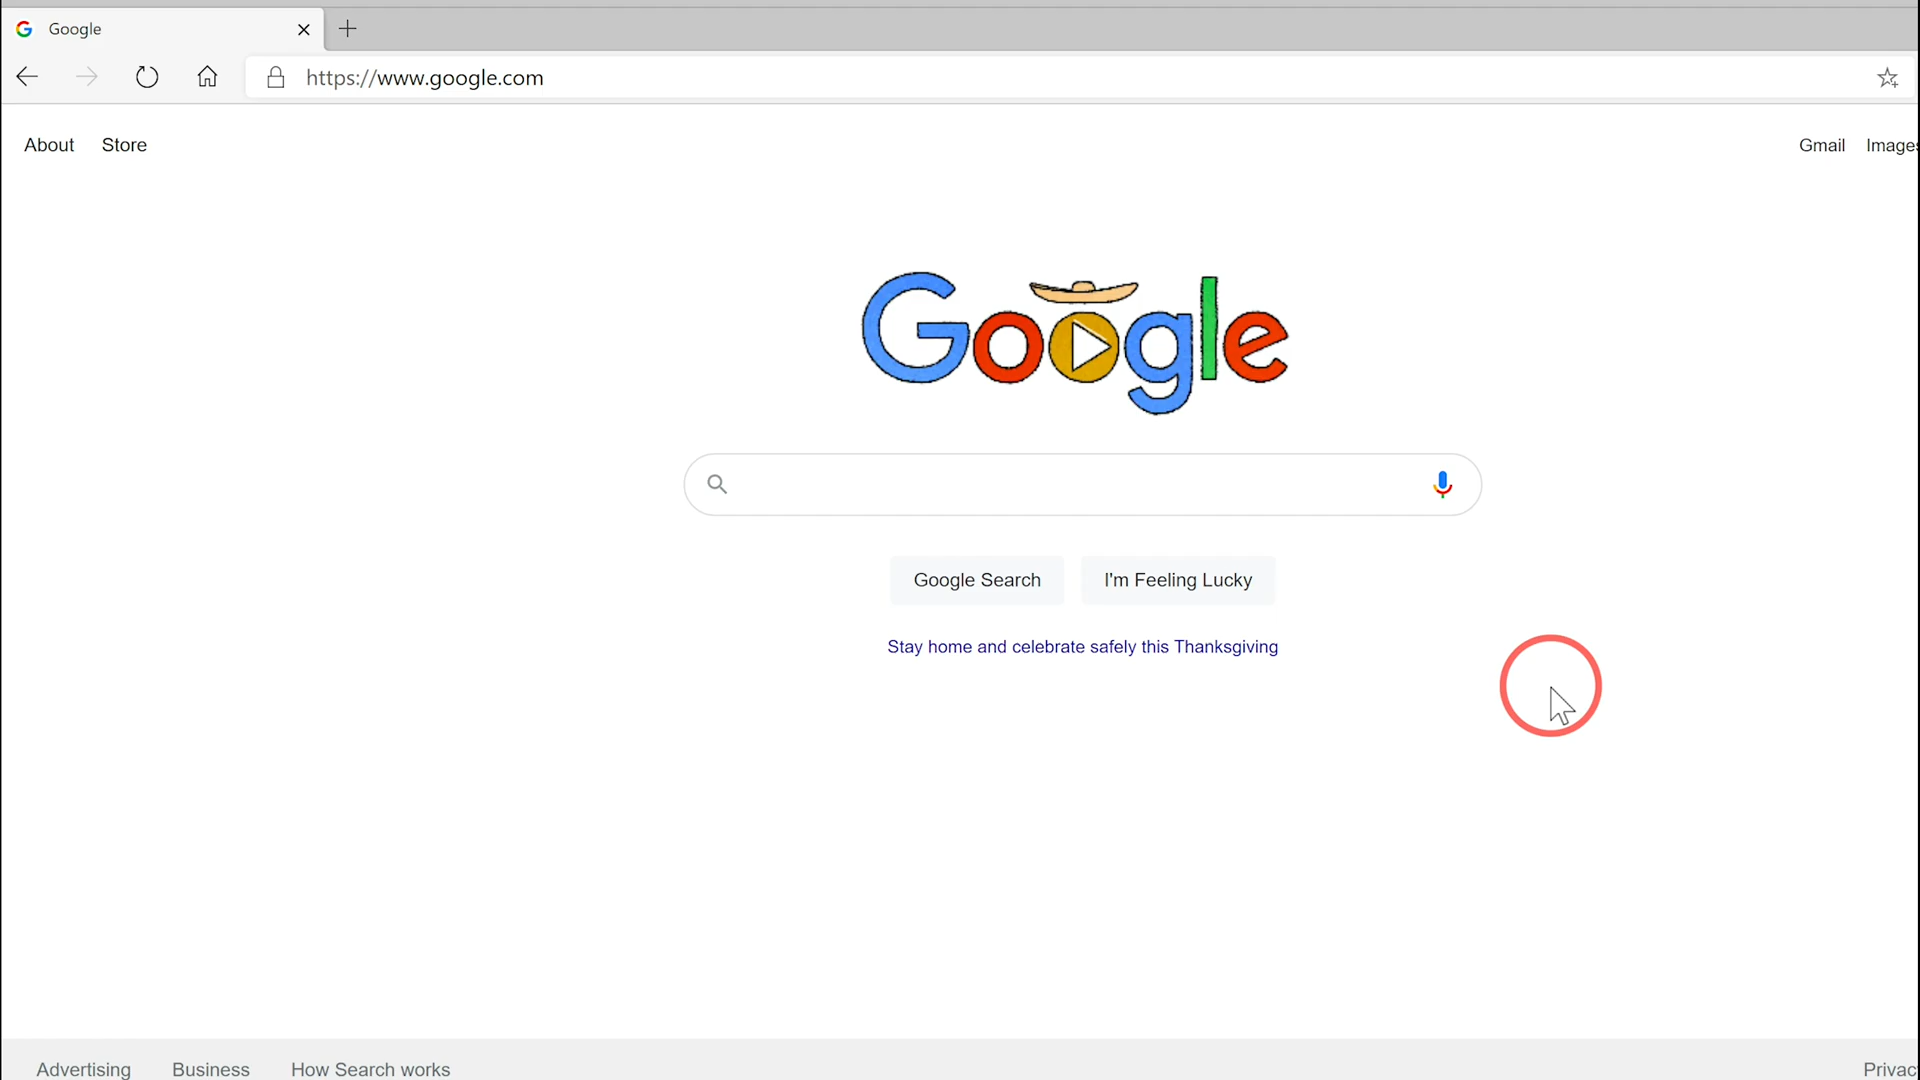 Google
https://www.google.com
About Store
Gmail Images
Google
Google Search I'm Feeling Lucky
Stay home and celebrate safely this Thanksgiving
Advertising Business How Search works
Privac